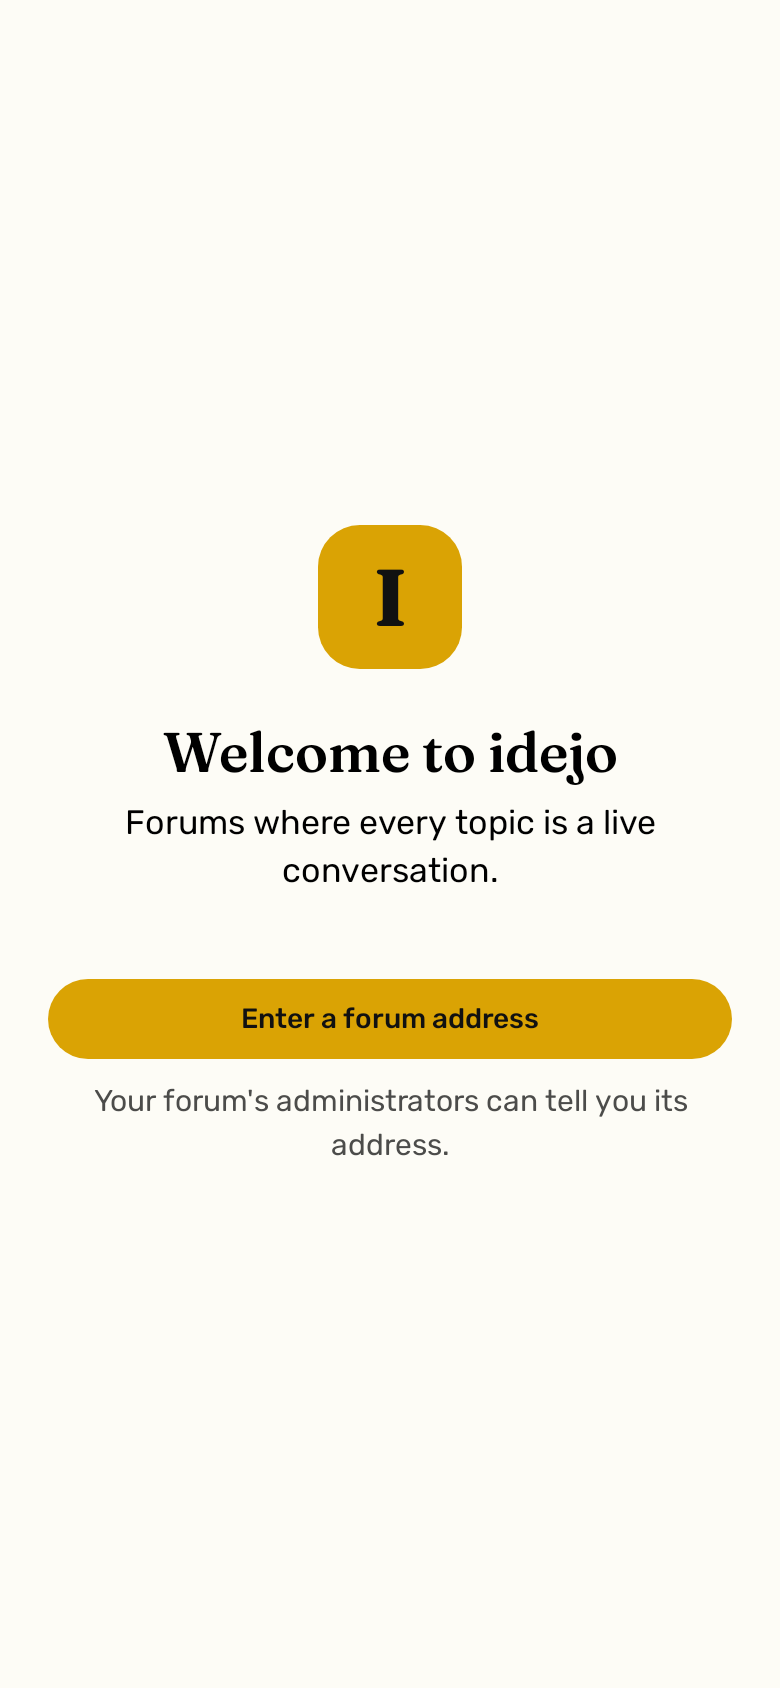 I
Welcome to idejo
Forums where every topic is a live
conversation.
Enter a forum address
Your forum's administrators can tell you its
address.